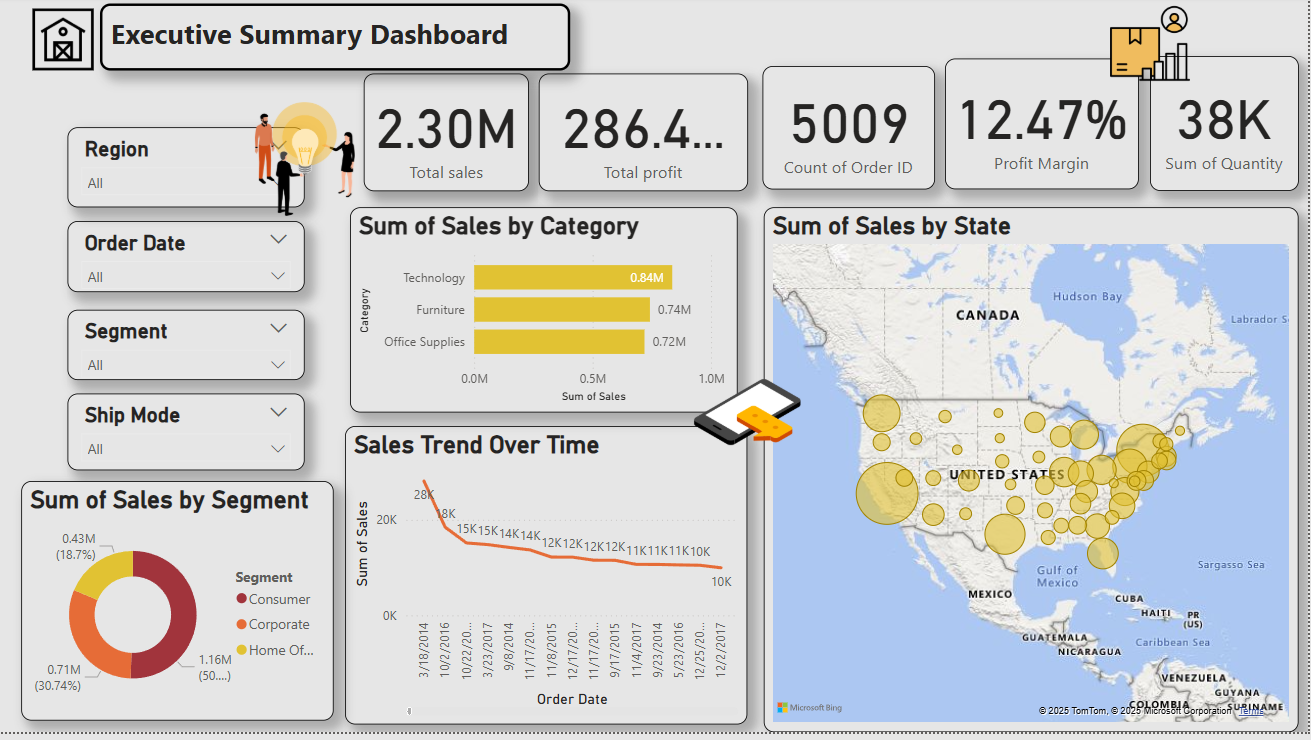 Executive Summary Dashboard
2.30M
Total sales
286.4...
Total profit
5009
Count of Order ID
12.47%
Profit Margin
38K
Sum of Quantity
Region
All
Order Date
All
Segment
All
Ship Mode
All
Sum of Sales by Segment
0.43M
(18.7%)
0.71M
(30.74%)
1.16M
(50....)
Segment
Consumer
Corporate
Home Of...
Sum of Sales by Category
Category
Technology
0.84M
Furniture
0.74M
Office Supplies
0.72M
0.0M
0.5M
1.0M
Sum of Sales
Sales Trend Over Time
Sum of Sales
20K
0K
28K
18K
15K
15K
14K
14K
12K
12K
12K
12K
11K
11K
11K
10K
10K
3/18/2014
10/2/2016
10/22/20...
3/23/2017
9/8/2014
11/17/20...
11/8/2015
12/17/20...
11/17/20...
9/17/2015
11/4/2017
9/23/2014
5/23/2016
12/25/20...
12/2/2017
Order Date
Sum of Sales by State
Hudson Bay
CANADA
Labrador S
UNITED STATES
Gulf of
Mexico
Sargasso Sea
MEXICO
CUBA
HAITI
PR
(US)
GUATEMALA
Caribbean Sea
NICARAGUA
VENEZUELA
GUYANA
COLOMBIA
SURINAME
Microsoft Bing
© 2025 TomTom, © 2025 Microsoft Corporation Terms